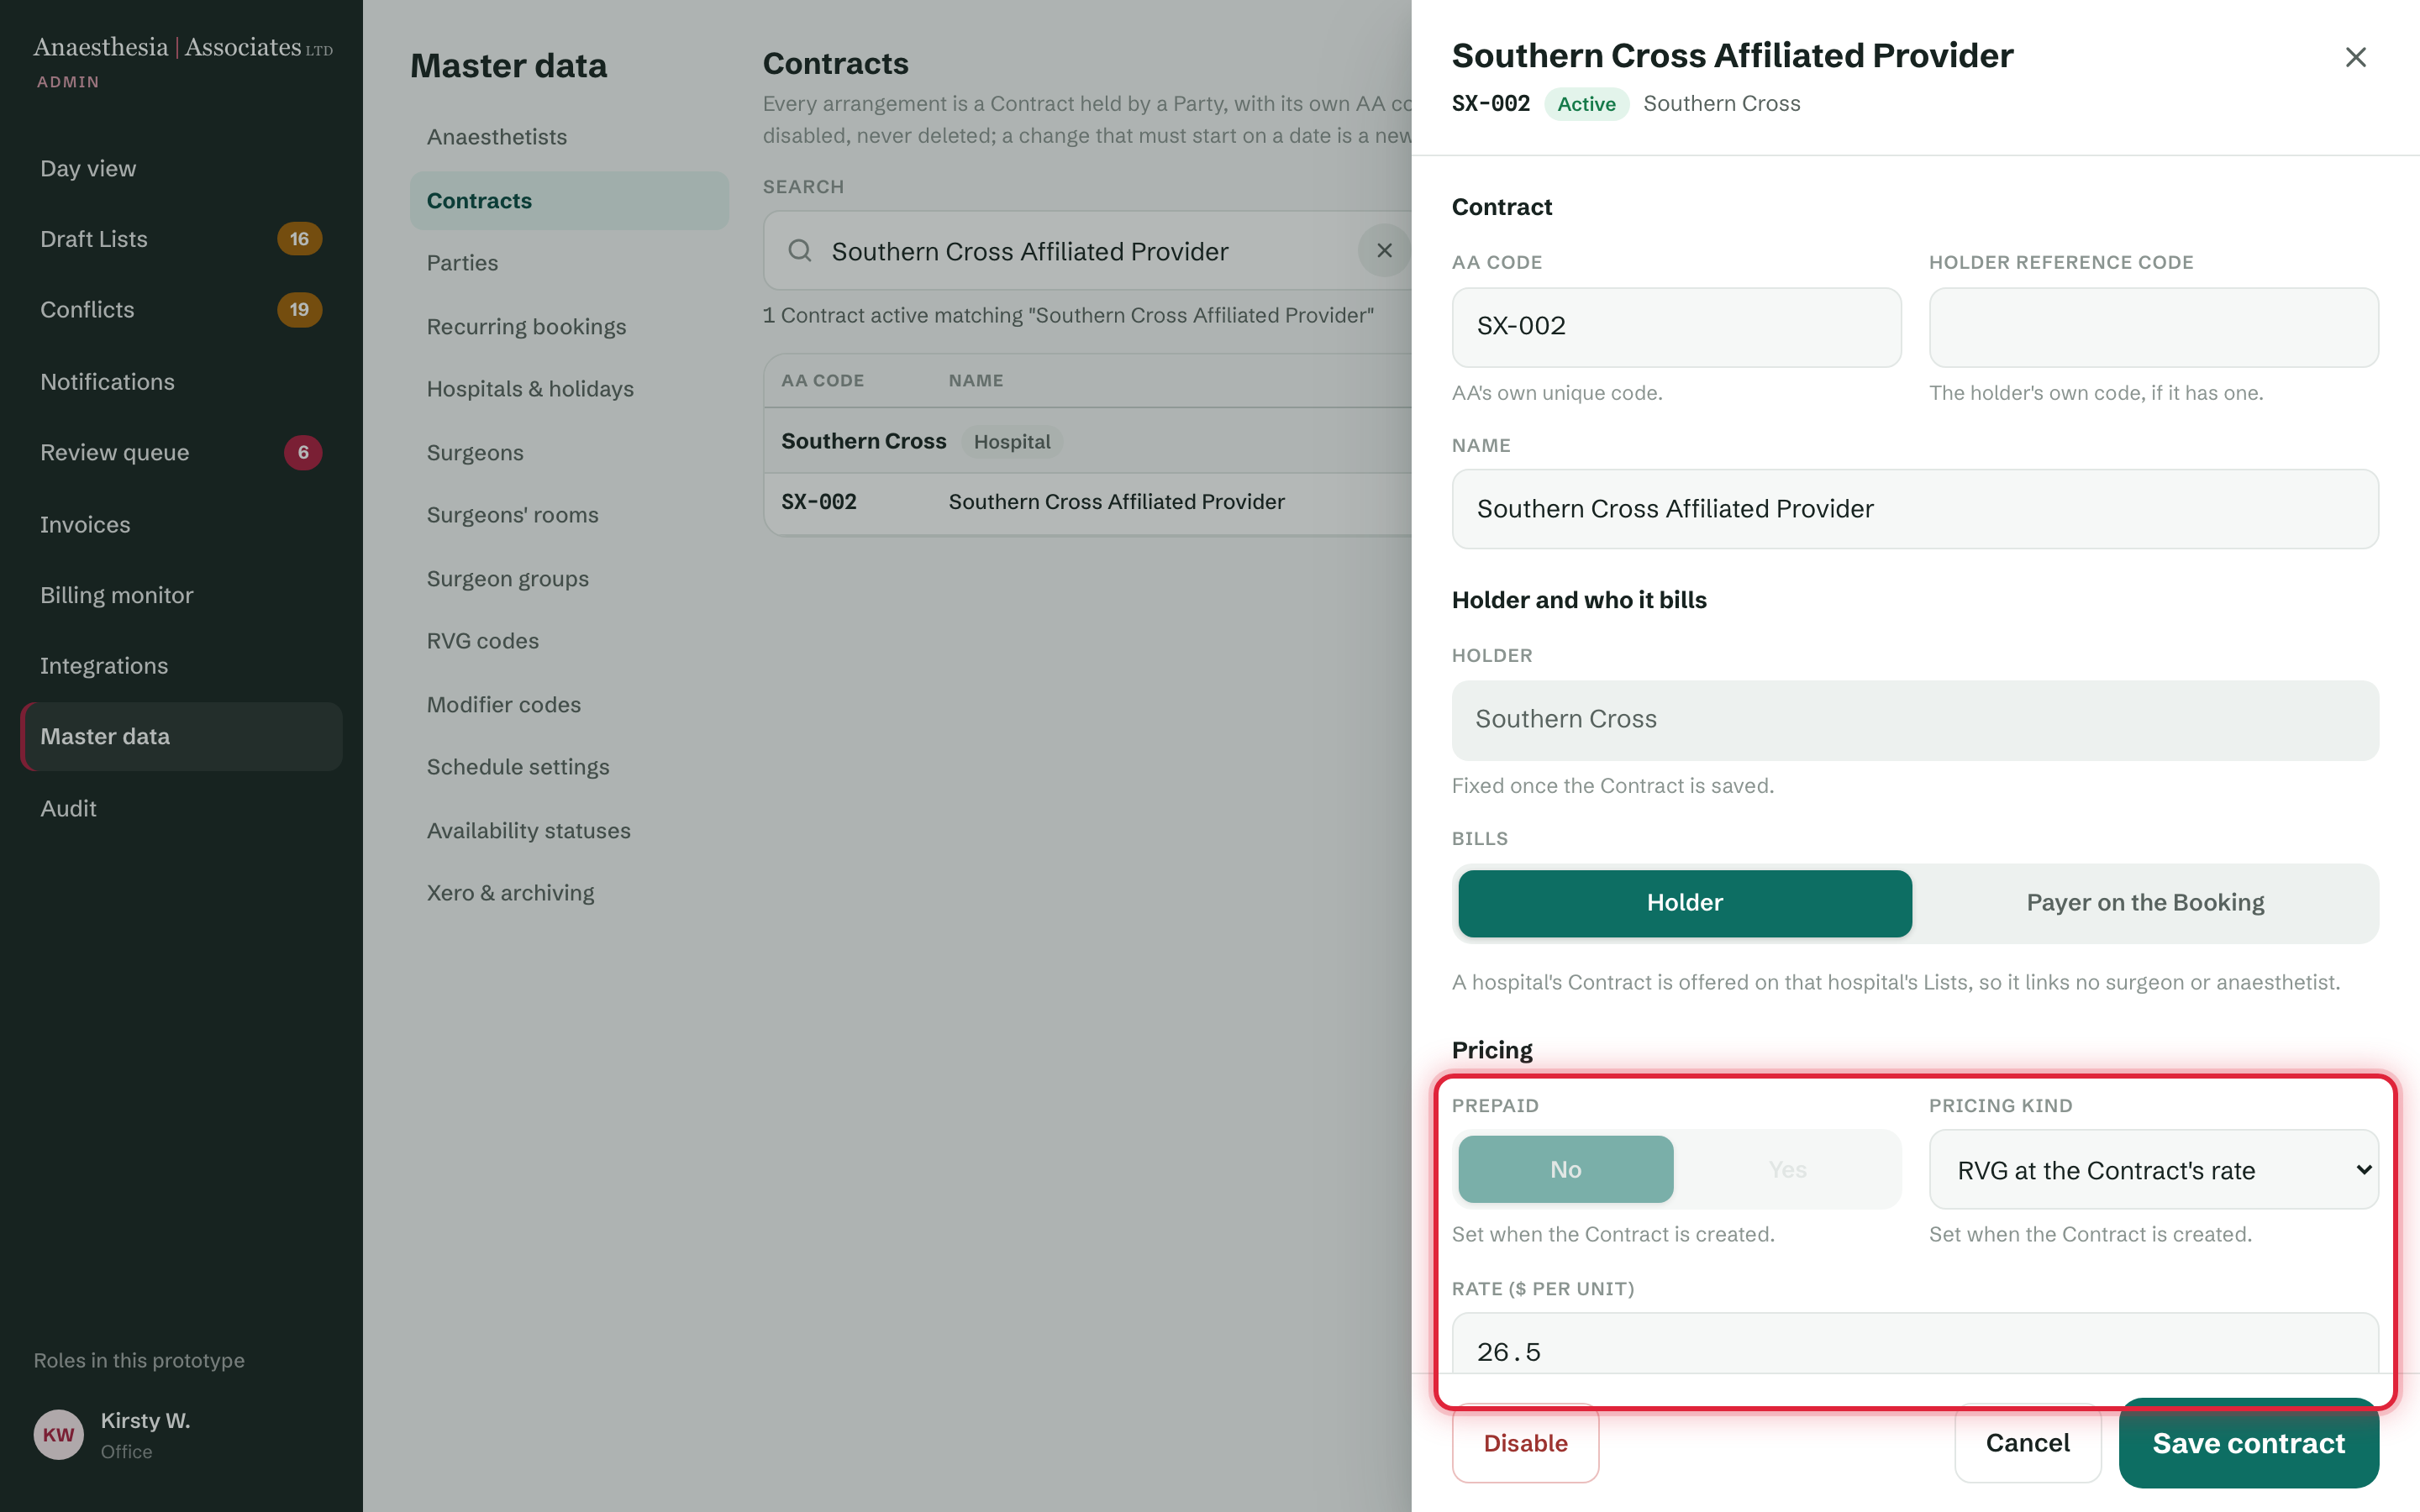 Anaesthesia | Associates LTD
ADMIN
Day view
Draft Lists 16
Conflicts 19
Notifications
Review queue 6
Invoices
Billing monitor
Integrations
Master data
Audit
Roles in this prototype
KW
Kirsty W.
Office
Master data
Anaesthetists
Contracts
Parties
Recurring bookings
Hospitals & holidays
Surgeons
Surgeons' rooms
Surgeon groups
RVG codes
Modifier codes
Schedule settings
Availability statuses
Xero & archiving
Contracts
Every arrangement is a Contract held by a Party, with its own AA co
disabled, never deleted; a change that must start on a date is a new
SEARCH
Southern Cross Affiliated Provider
1 Contract active matching "Southern Cross Affiliated Provider"
AA CODE NAME
Southern Cross Hospital
SX-002 Southern Cross Affiliated Provider
Southern Cross Affiliated Provider
SX-002 Active Southern Cross
Contract
AA CODE HOLDER REFERENCE CODE
SX-002
AA's own unique code. The holder's own code, if it has one.
NAME
Southern Cross Affiliated Provider
Holder and who it bills
HOLDER
Southern Cross
Fixed once the Contract is saved.
BILLS
Holder Payer on the Booking
A hospital's Contract is offered on that hospital's Lists, so it links no surgeon or anaesthetist.
Pricing
PREPAID PRICING KIND
No Yes RVG at the Contract's rate
Set when the Contract is created. Set when the Contract is created.
RATE ($ PER UNIT)
26.5
Disable Cancel Save contract